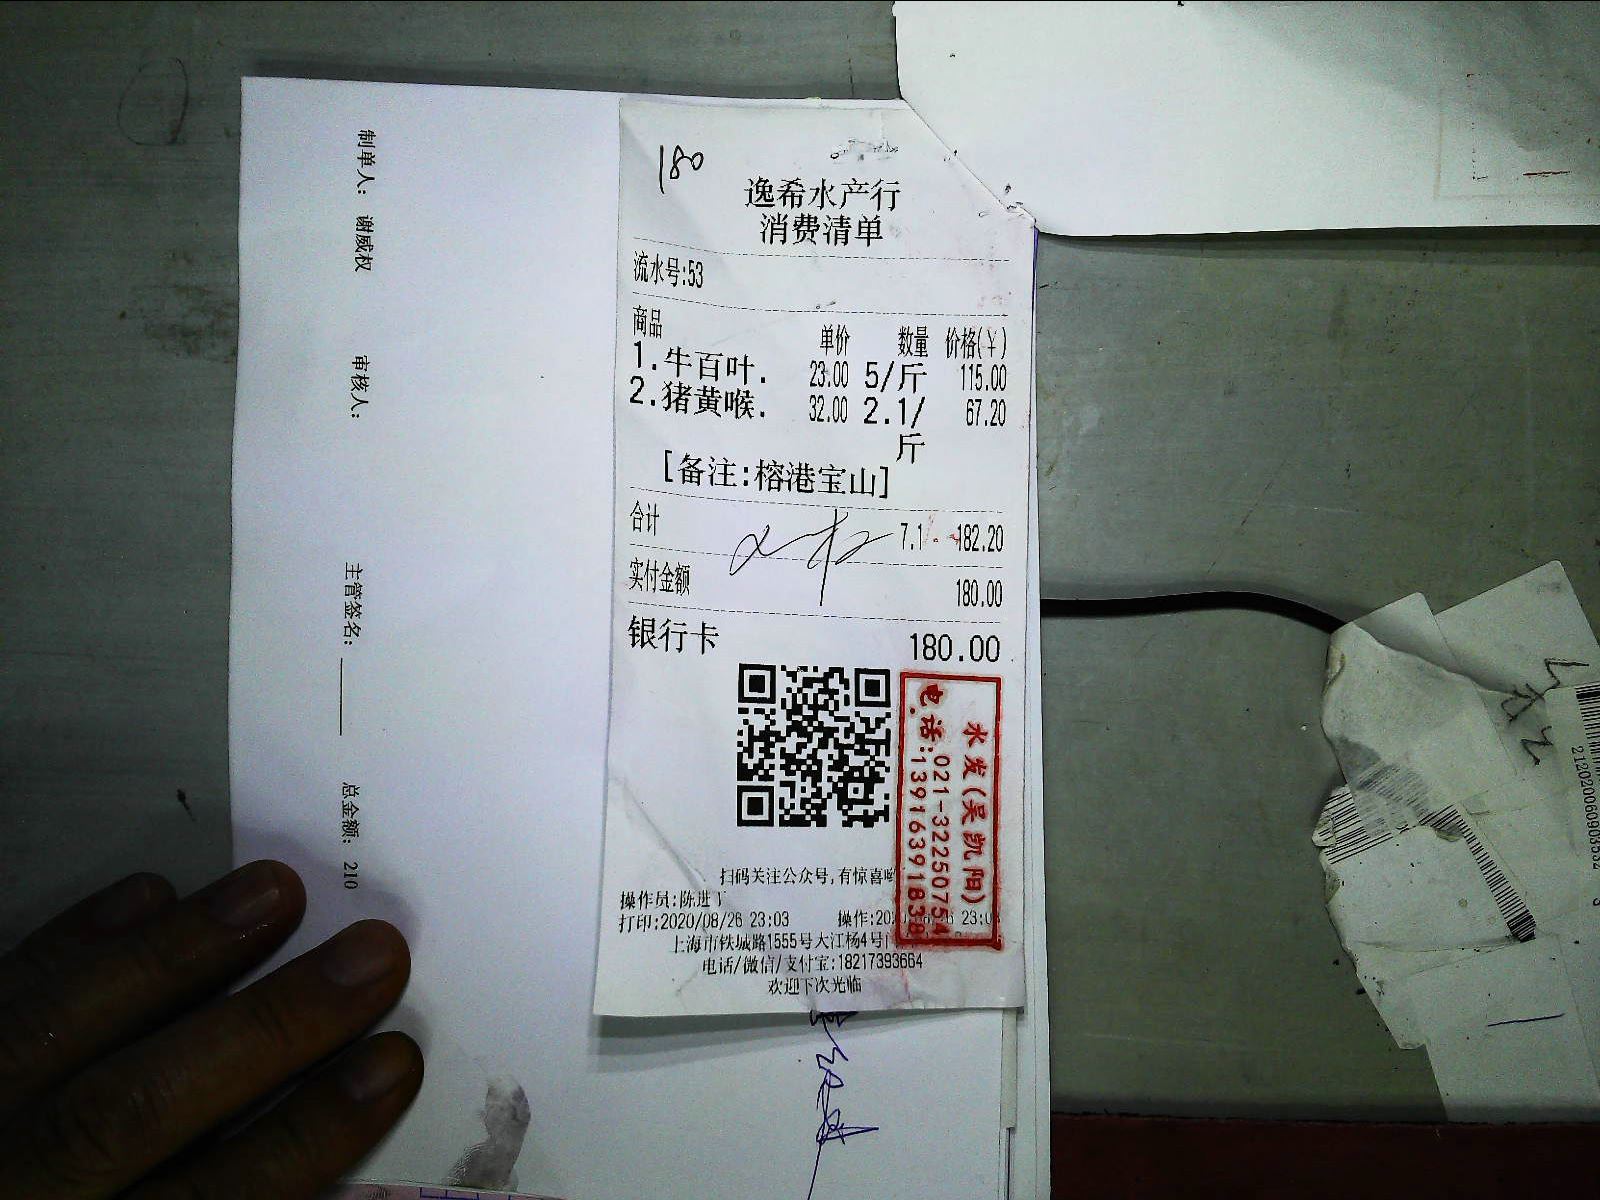 180
逸希水产行
消费清单
流水号:53
商品 单价 数量 价格(¥)
1.牛百叶. 23.00 5/斤 115.00
2.猪黄喉. 32.00 2.1/斤 67.20
[备注:榕港宝山]
合计 7.1 182.20
实付金额 180.00
银行卡 180.00
水发(吴凯阳)
电话:021-32250754
13916391838
扫码关注公众号,有惊喜哟
操作员:陈进丁
打印:2020/08/26 23:03 操作:20
上海市铁城路1555号大江杨4号门
电话/微信/支付宝:18217393664
欢迎下次光临
制单人: 谢威权 审核人: 主管签名: 总金额: 210